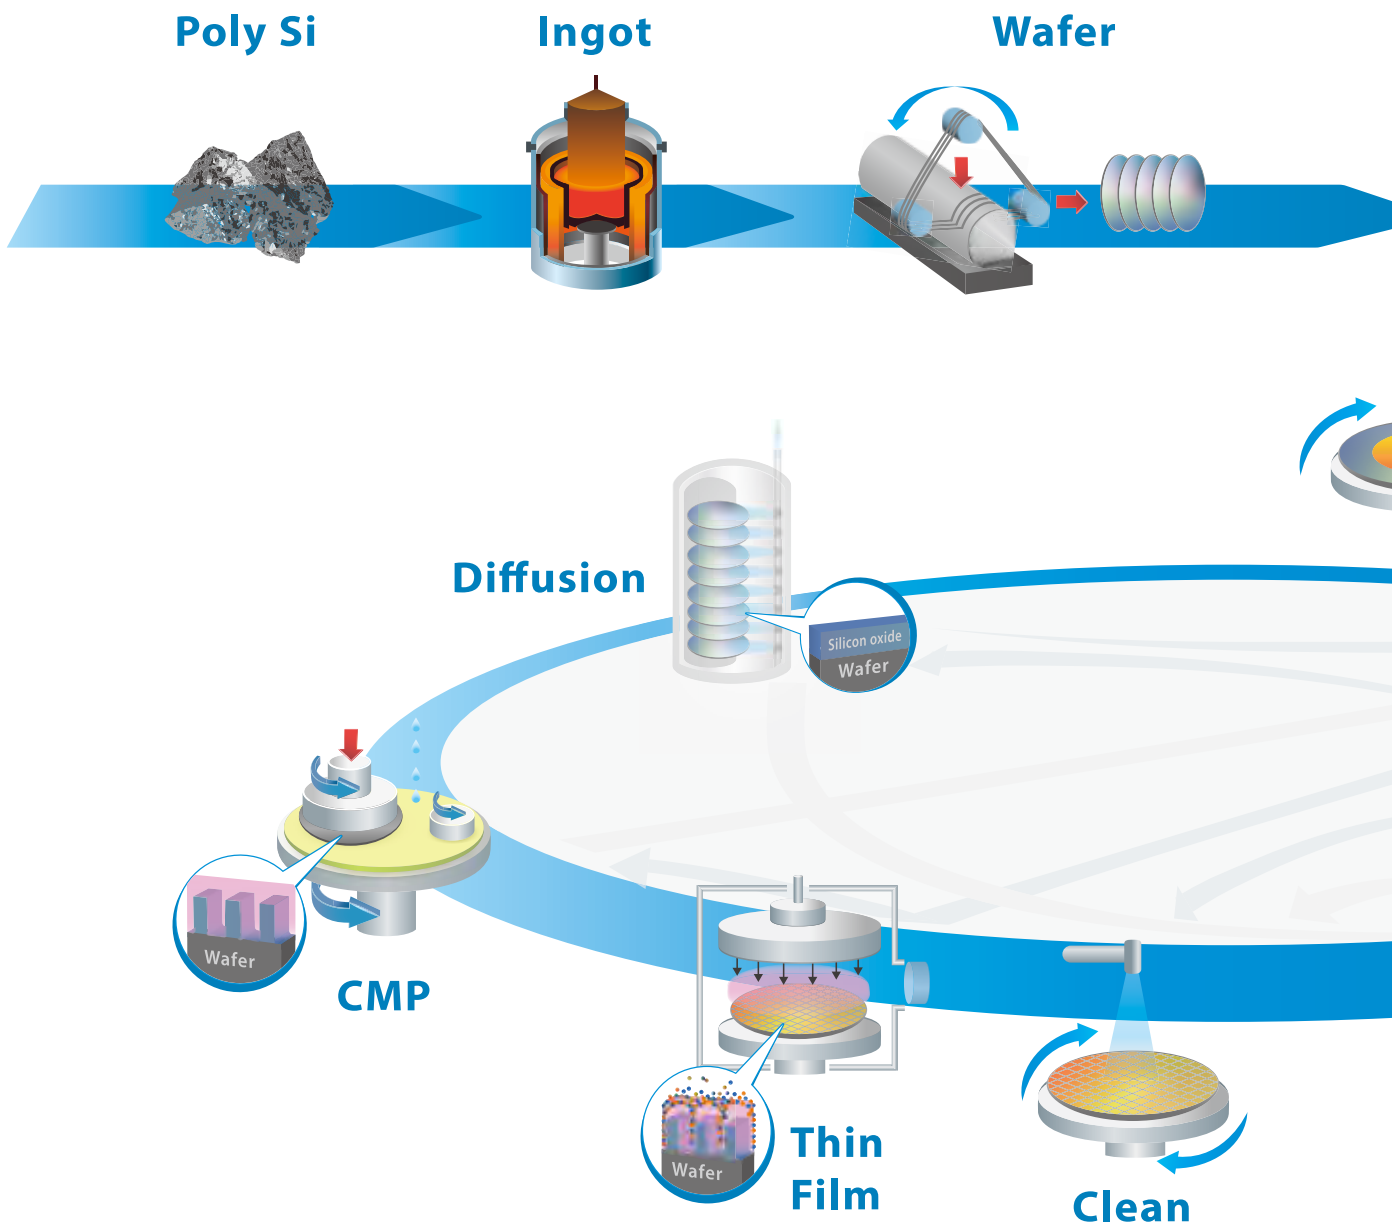 Poly Si
Ingot
Wafer
Diffusion
Silicon oxide
Wafer
Wafer
CMP
Wafer
Thin
Film
Clean